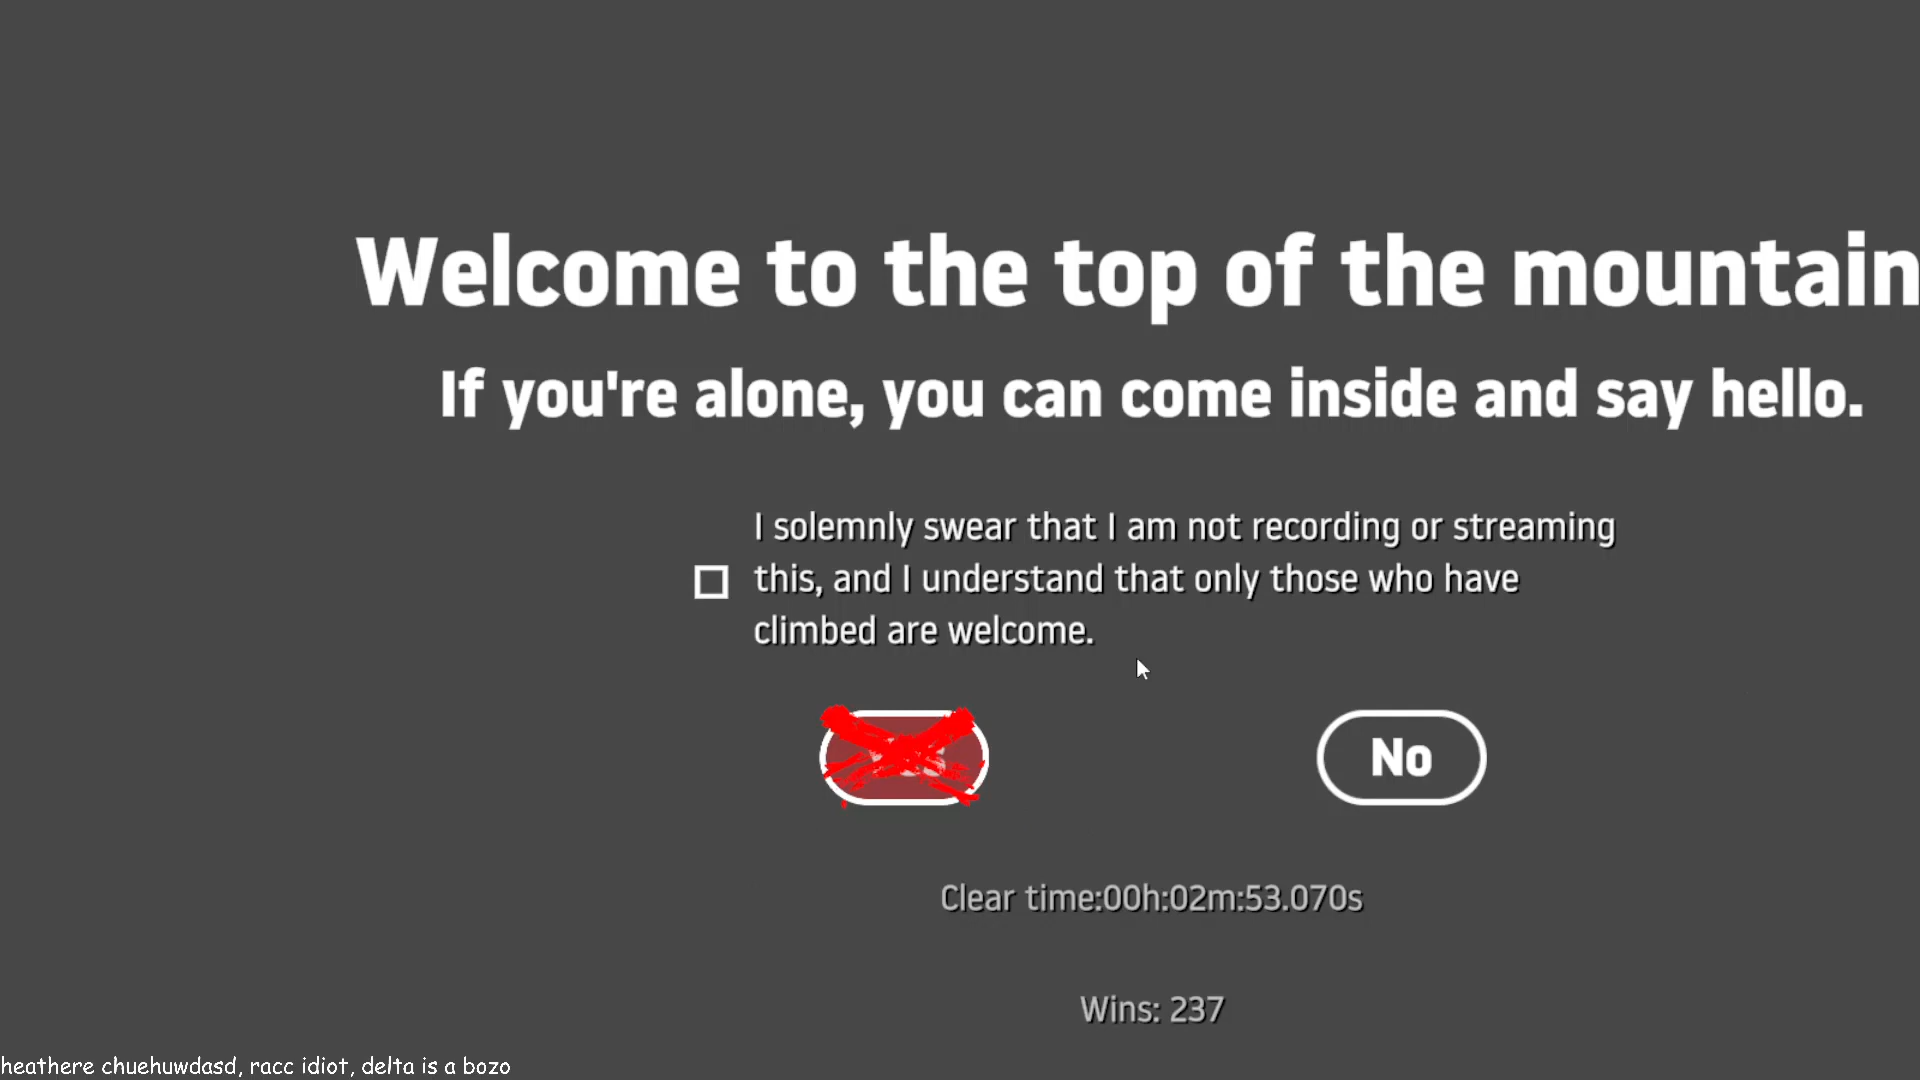 Welcome to the top of the mountain
If you're alone, you can come inside and say hello.
I solemnly swear that I am not recording or streaming
this, and I understand that only those who have
climbed are welcome.
No
Clear time:00h:02m:53.070s
Wins: 237
heathere chuehuwdasd, racc idiot, delta is a bozo